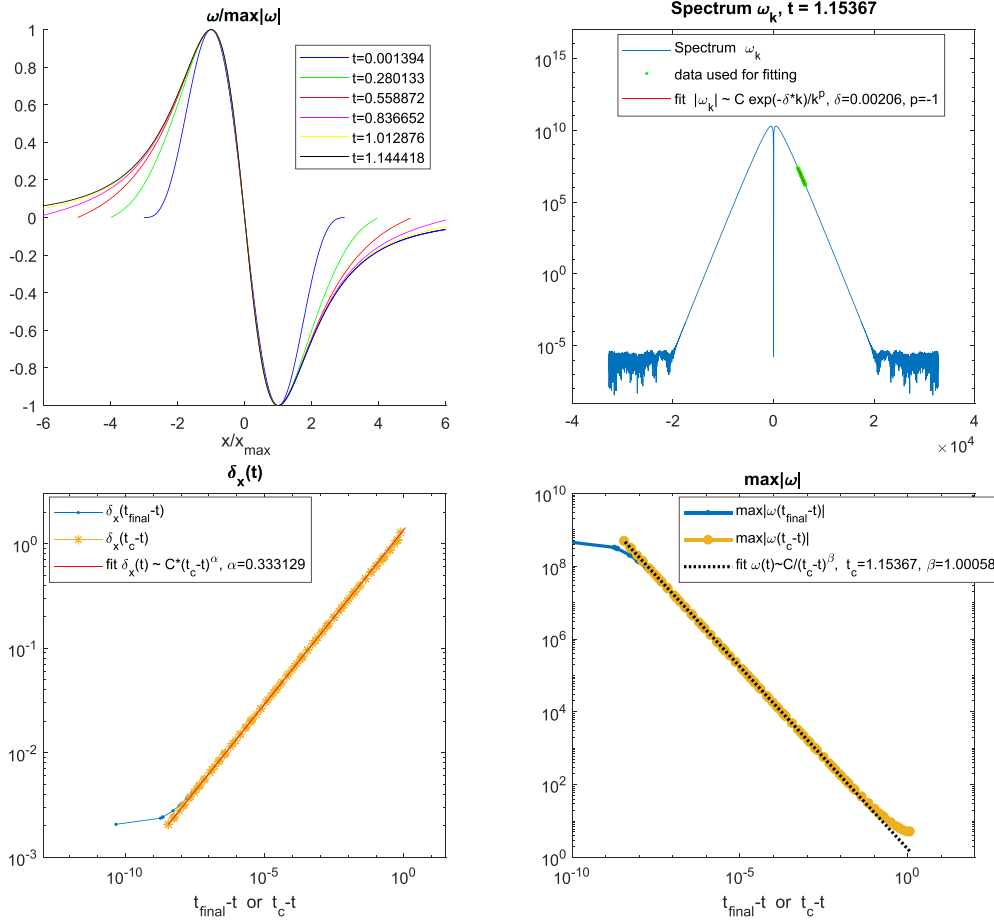 ω/max|ω|
1
0.8
0.6
0.4
0.2
0
-0.2
-0.4
-0.6
-0.8
-1
-6 -4 -2 0 2 4 6
x/x_max
t=0.001394
t=0.280133
t=0.558872
t=0.836652
t=1.012876
t=1.144418
Spectrum ω_k, t = 1.15367
Spectrum ω_k
data used for fitting
fit |ω_k| ~ C exp(-δ*k)/k^p, δ=0.00206, p=-1
10^15
10^10
10^5
10^0
10^-5
-4 -2 0 2 4
× 10^4
δ_x(t)
δ_x(t_final-t)
δ_x(t_c-t)
fit δ_x(t) ~ C*(t_c-t)^α, α=0.333129
10^0
10^-1
10^-2
10^-3
10^-10 10^-5 10^0
t_final-t or t_c-t
max|ω|
max|ω(t_final-t)|
max|ω(t_c-t)|
fit ω(t)~C/(t_c-t)^β, t_c=1.15367, β=1.00058
10^10
10^8
10^6
10^4
10^2
10^0
10^-10 10^-5 10^0
t_final-t or t_c-t